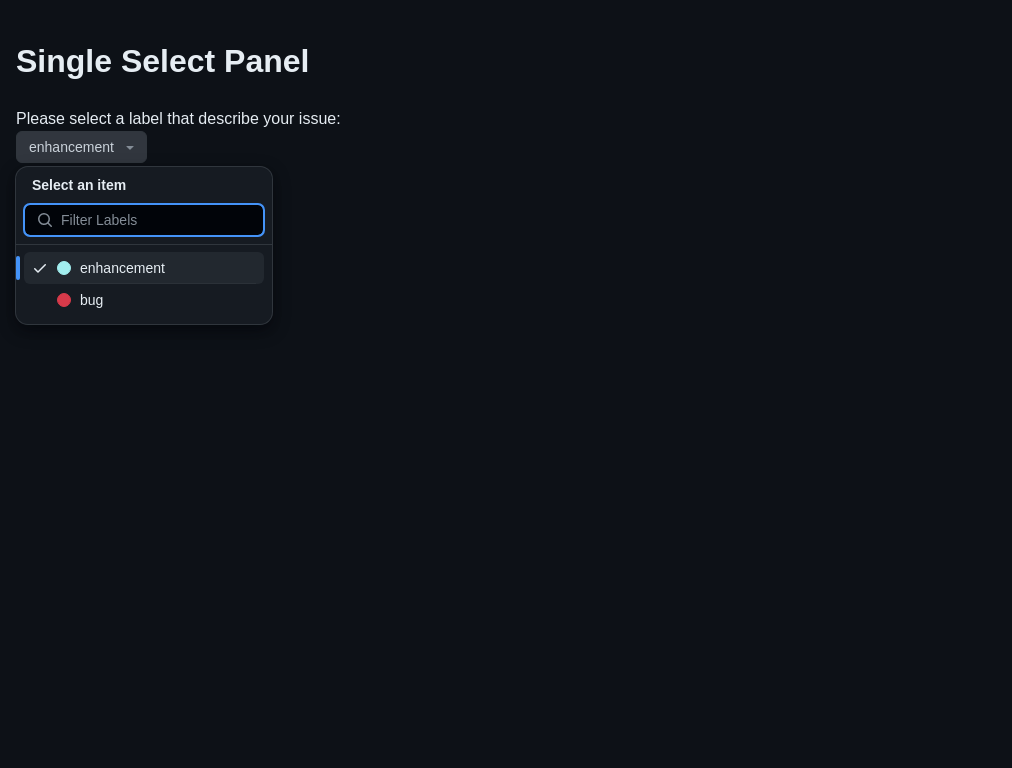 Single Select Panel
Please select a label that describe your issue:
enhancement
Select an item
Filter Labels
enhancement
bug